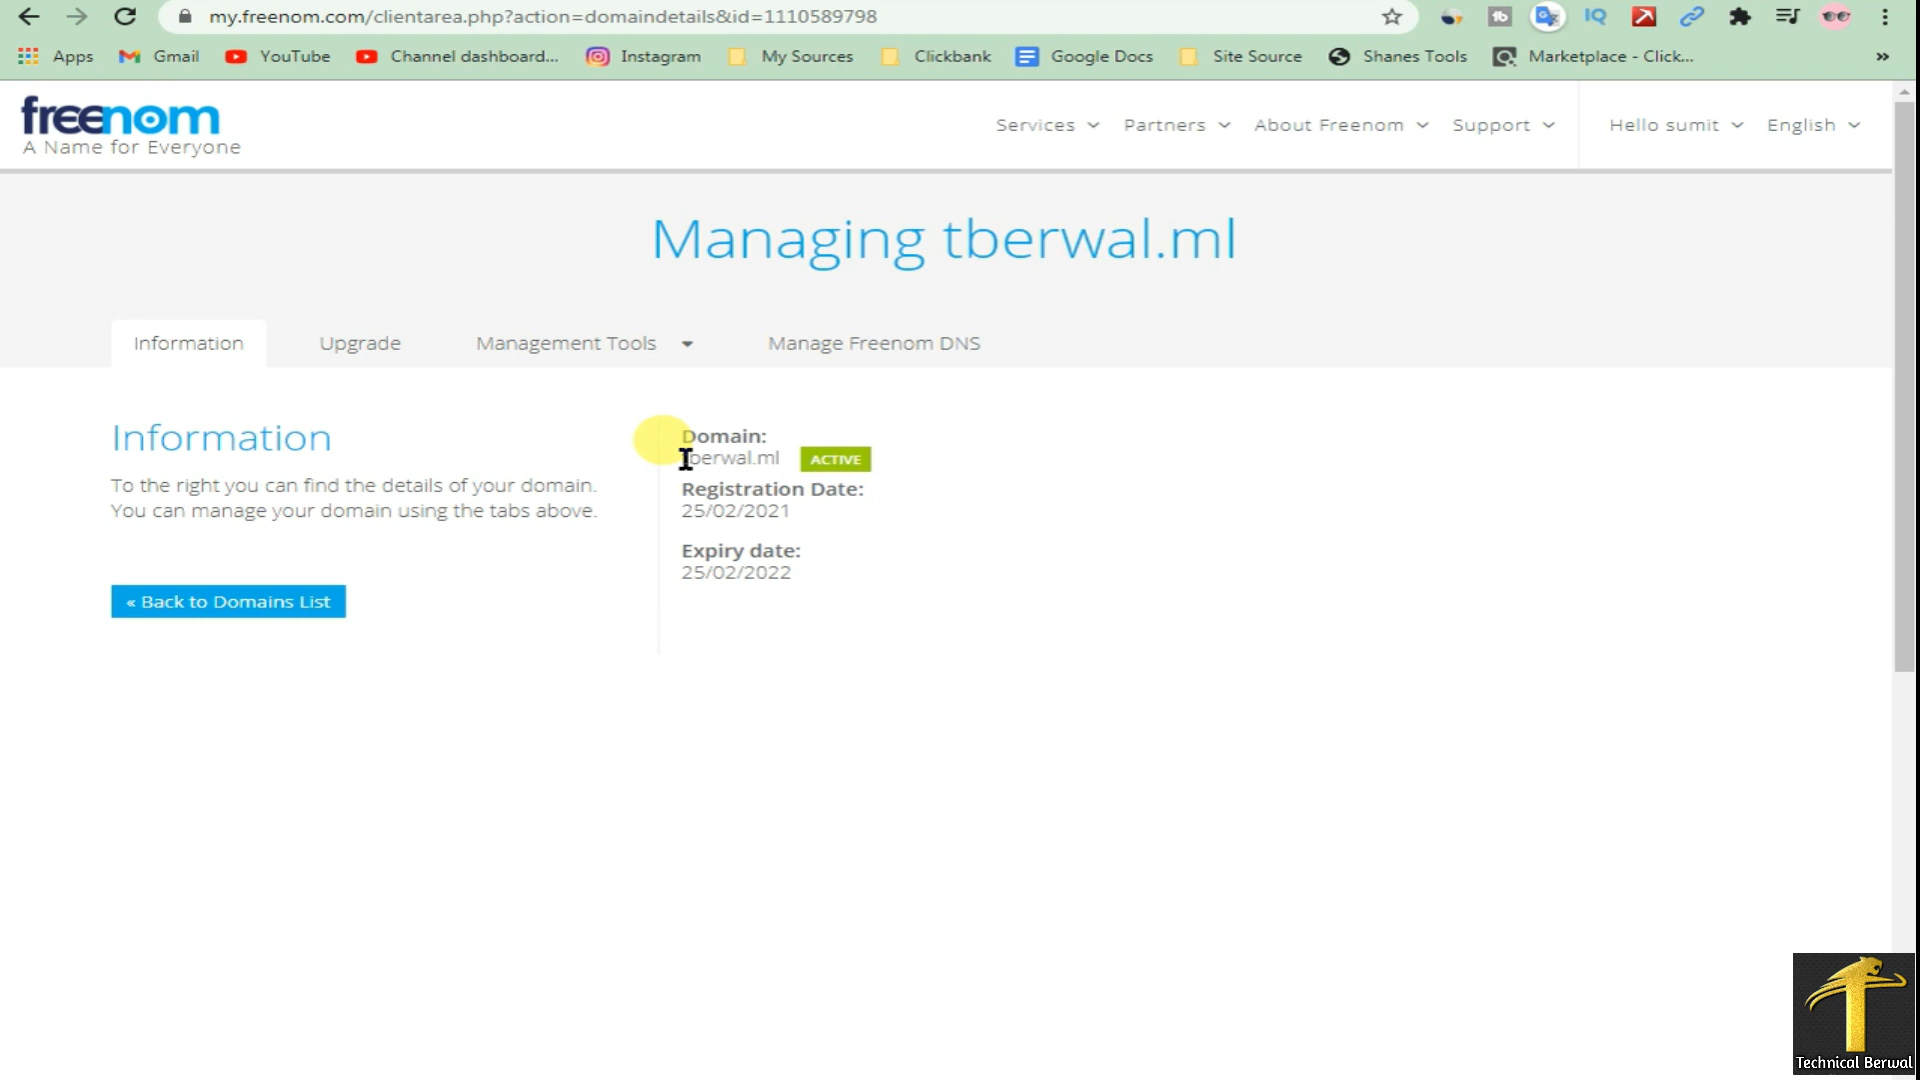 my.freenom.com/clientarea.php?action=domaindetails&id=1110589798
Apps Gmail YouTube Channel dashboard... Instagram My Sources Clickbank Google Docs Site Source Shanes Tools Marketplace - Click... »
freenom
A Name for Everyone
Services Partners About Freenom Support Hello sumit English
Managing tberwal.ml
Information Upgrade Management Tools Manage Freenom DNS
Information
To the right you can find the details of your domain.
You can manage your domain using the tabs above.
« Back to Domains List
Domain:
tberwal.ml ACTIVE
Registration Date:
25/02/2021
Expiry date:
25/02/2022
T
Technical Berwal